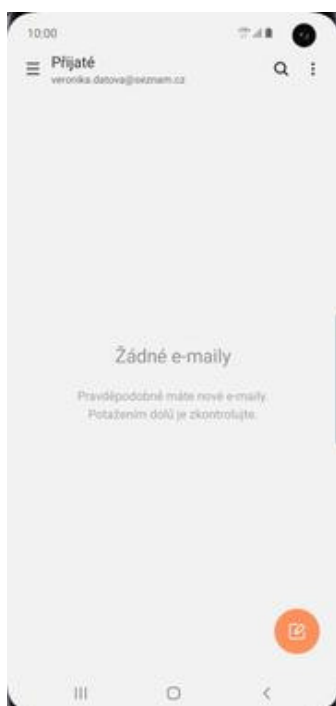 10:00
Přijaté
veronika.datova@seznam.cz
Žádné e-maily
Pravděpodobně máte nové e-maily.
Potažením dolů je zkontrolujte.